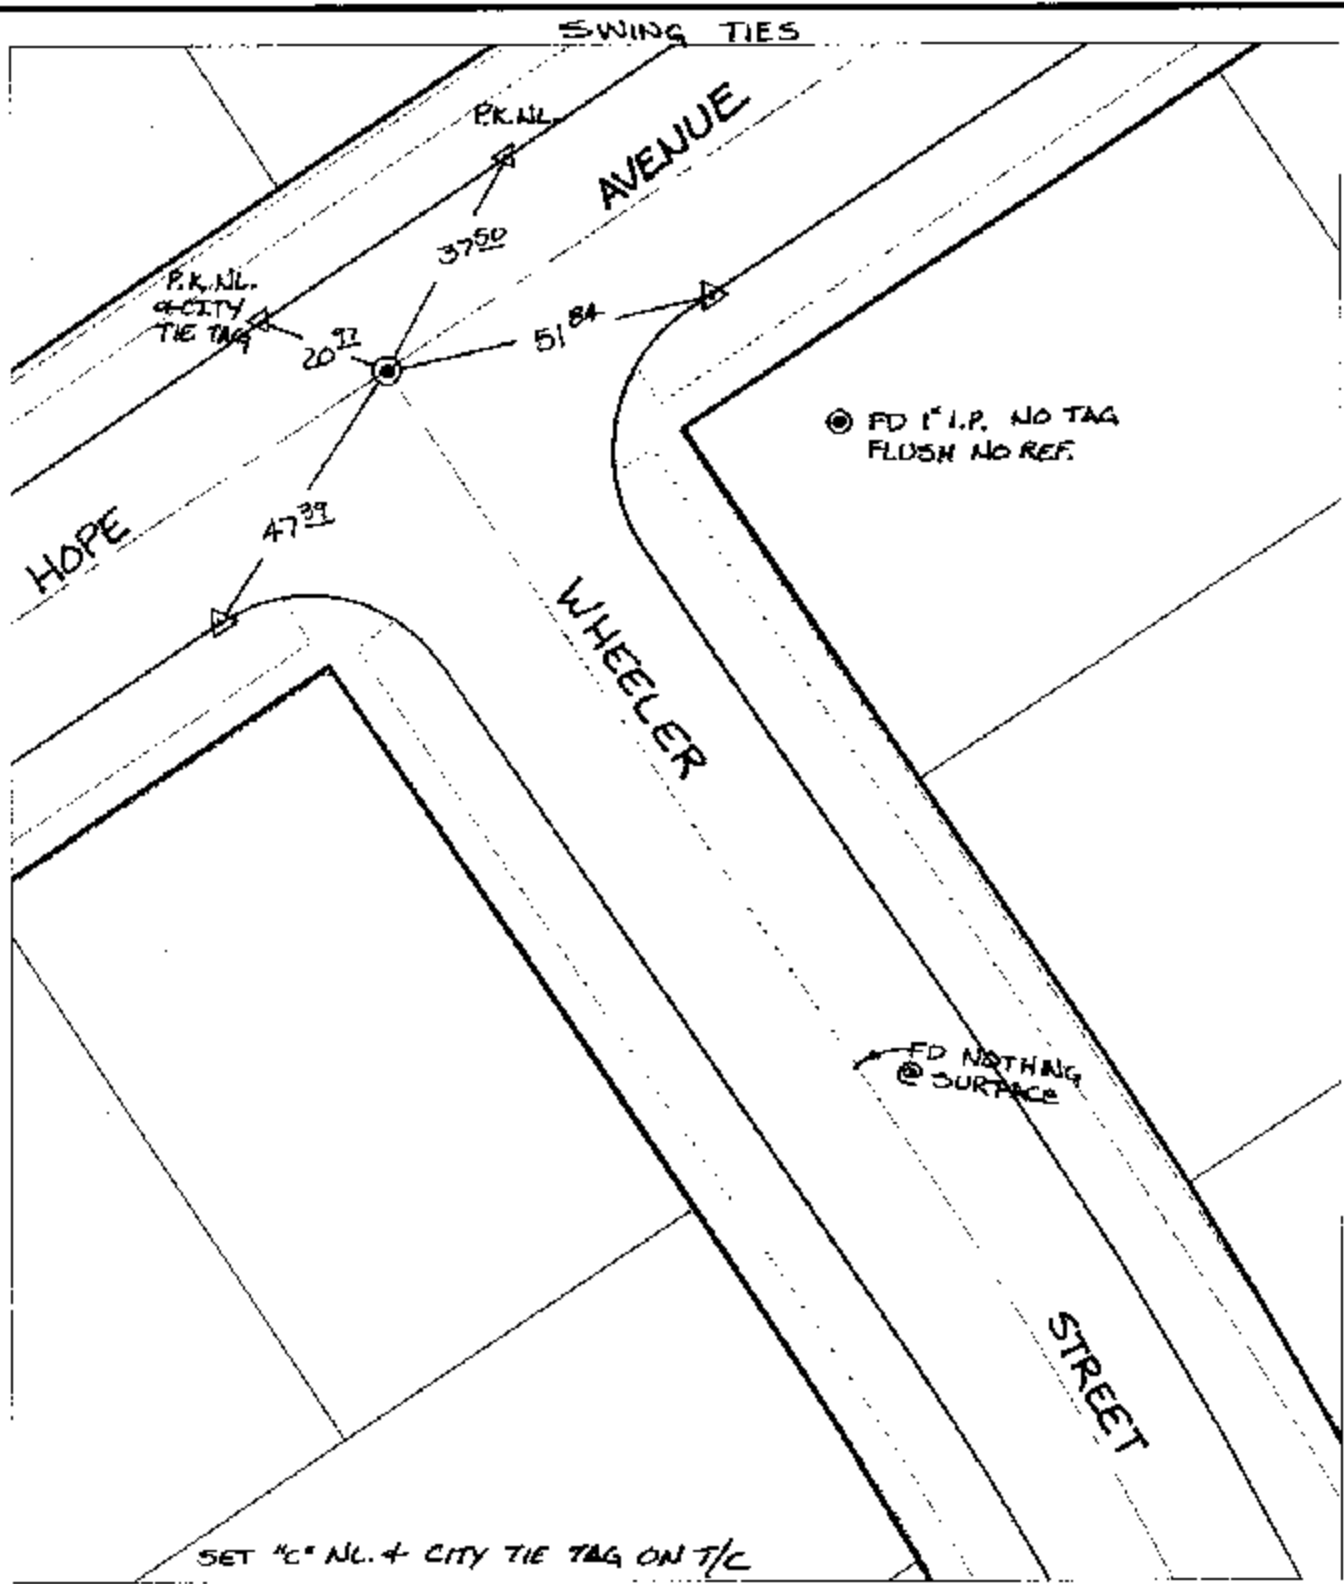 SWING TIES
P.K. NL.
AVENUE
37 50
P.K. NL.
& CITY
TIE TAG
20 97
51 84
FD 1" I.P. NO TAG
FLUSH NO REF.
47 39
HOPE
WHEELER
FD NOTHING
@ SURFACE
STREET
SET "C" NL. & CITY TIE TAG ON T/C